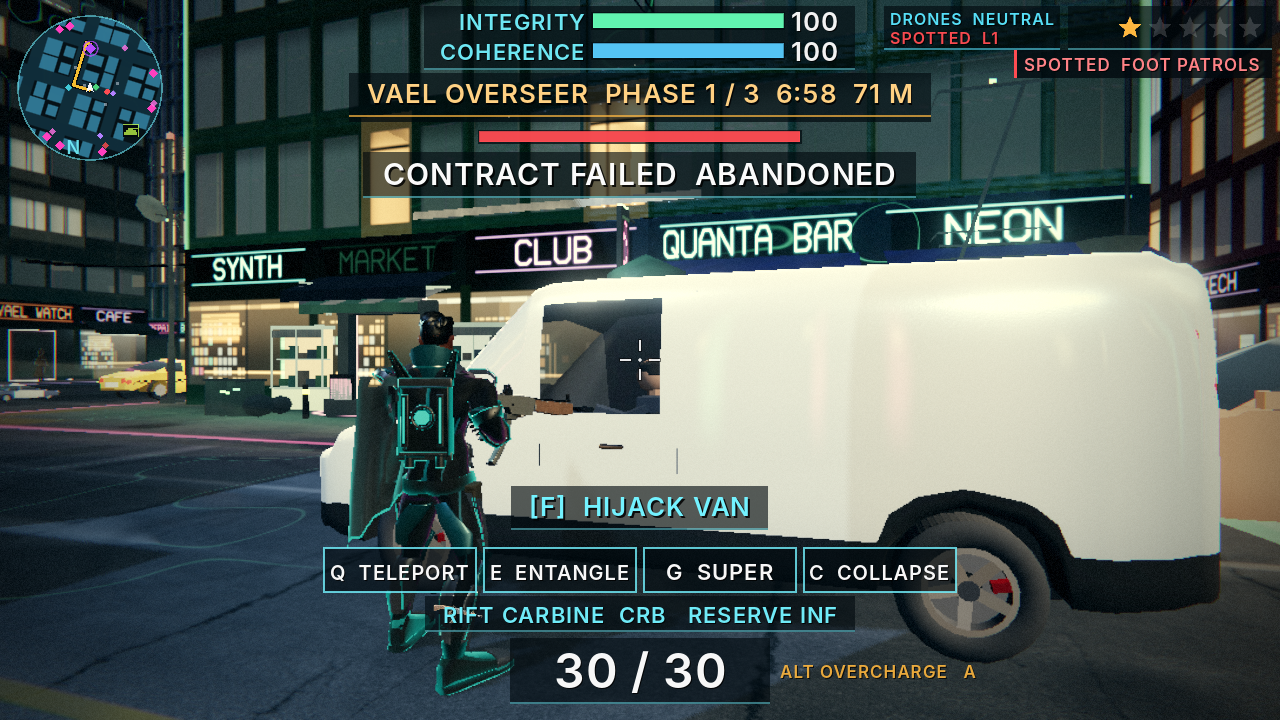 INTEGRITY 100
COHERENCE 100
DRONES NEUTRAL
SPOTTED L1
SPOTTED FOOT PATROLS
VAEL OVERSEER PHASE 1 / 3 6:58 71 M
CONTRACT FAILED ABANDONED
N
SYNTH
MARKET
CLUB
QUANTA BAR
NEON
VAEL WATCH
CAFE
[F] HIJACK VAN
Q TELEPORT
E ENTANGLE
G SUPER
C COLLAPSE
RIFT CARBINE CRB RESERVE INF
30 / 30
ALT OVERCHARGE A